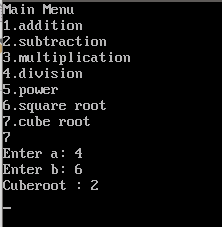 Main Menu
1.addition
2.subtraction
3.multiplication
4.division
5.power
6.square root
7.cube root
7
Enter a: 4
Enter b: 6
Cuberoot : 2